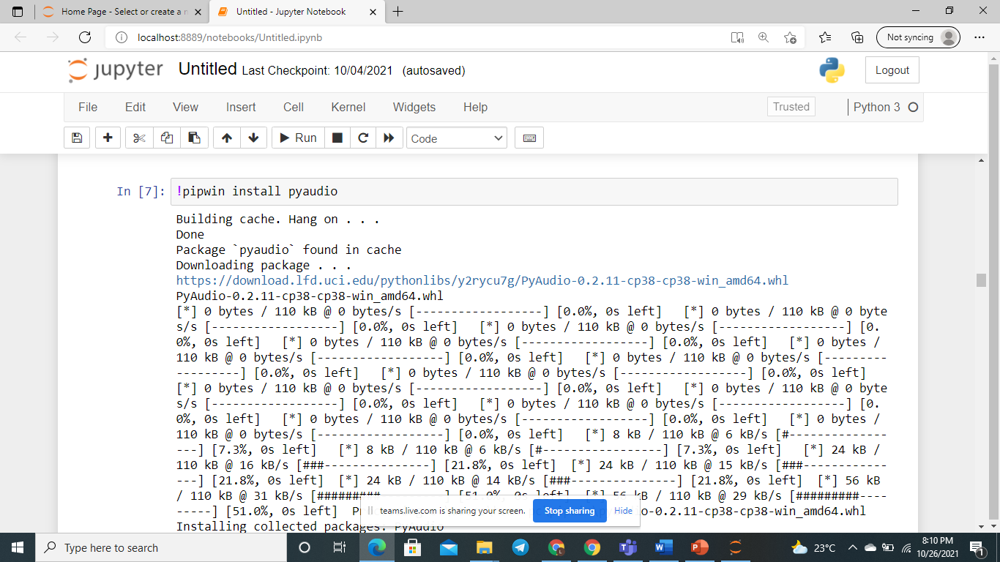 Home Page - Select or create a n
Untitled - Jupyter Notebook
localhost:8889/notebooks/Untitled.ipynb
Not syncing
jupyter Untitled Last Checkpoint: 10/04/2021 (autosaved)
Logout
File Edit View Insert Cell Kernel Widgets Help
Trusted
Python 3
Run
Code
In [7]: !pipwin install pyaudio
Building cache. Hang on . . .
Done
Package `pyaudio` found in cache
Downloading package . . .
https://download.lfd.uci.edu/pythonlibs/y2rycu7g/PyAudio-0.2.11-cp38-cp38-win_amd64.whl
PyAudio-0.2.11-cp38-cp38-win_amd64.whl
[*] 0 bytes / 110 kB @ 0 bytes/s [------------------] [0.0%, 0s left]   [*] 0 bytes / 110 kB @ 0 byte
s/s [------------------] [0.0%, 0s left]   [*] 0 bytes / 110 kB @ 0 bytes/s [------------------] [0.
0%, 0s left]   [*] 0 bytes / 110 kB @ 0 bytes/s [------------------] [0.0%, 0s left]   [*] 0 bytes /
110 kB @ 0 bytes/s [------------------] [0.0%, 0s left]   [*] 0 bytes / 110 kB @ 0 bytes/s [---------
---------] [0.0%, 0s left]   [*] 0 bytes / 110 kB @ 0 bytes/s [------------------] [0.0%, 0s left]
[*] 0 bytes / 110 kB @ 0 bytes/s [------------------] [0.0%, 0s left]   [*] 0 bytes / 110 kB @ 0 byte
s/s [------------------] [0.0%, 0s left]   [*] 0 bytes / 110 kB @ 0 bytes/s [------------------] [0.
0%, 0s left]   [*] 0 bytes / 110 kB @ 0 bytes/s [------------------] [0.0%, 0s left]   [*] 0 bytes /
110 kB @ 0 bytes/s [------------------] [0.0%, 0s left]   [*] 8 kB / 110 kB @ 6 kB/s [#--------------
---] [7.3%, 0s left]   [*] 8 kB / 110 kB @ 6 kB/s [#-----------------] [7.3%, 0s left]   [*] 24 kB /
110 kB @ 16 kB/s [###---------------] [21.8%, 0s left]  [*] 24 kB / 110 kB @ 15 kB/s [###------------
---] [21.8%, 0s left]  [*] 24 kB / 110 kB @ 14 kB/s [###---------------] [21.8%, 0s left]  [*] 56 kB
/ 110 kB @ 31 kB/s [#########---------] [51.0%, 0s left]  [*] 56 kB / 110 kB @ 29 kB/s [#########----
-----] [51.0%, 0s left]
o-0.2.11-cp38-cp38-win_amd64.whl
Installing collected packages: PyAudio
teams.live.com is sharing your screen. Stop sharing Hide
Type here to search
23°C
8:10 PM
10/26/2021
1